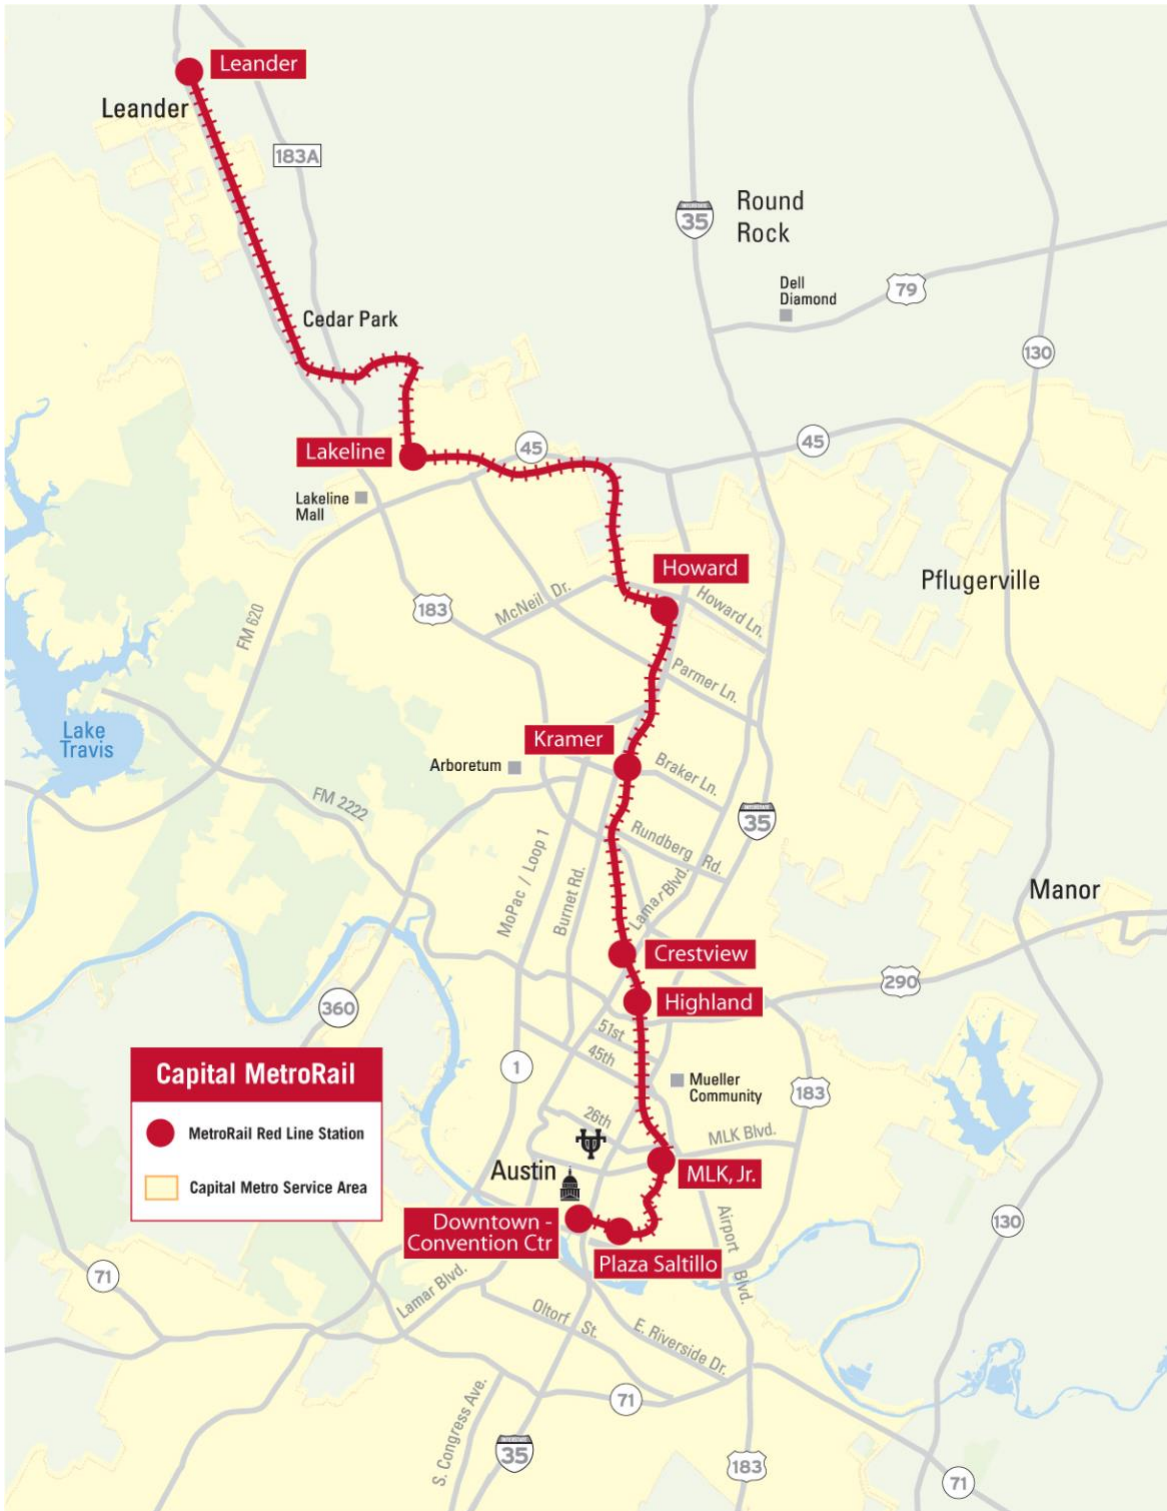 Leander
Leander
183A
35
Round
Rock
Dell
Diamond
79
Cedar Park
130
45
45
Lakeline
Lakeline
Mall
Howard
Pflugerville
183
McNeil Dr.
Howard Ln.
FM 620
Parmer Ln.
Lake
Travis
Kramer
Arboretum
Braker Ln.
FM 2222
35
Rundberg Rd.
MoPac / Loop 1
Burnet Rd.
Lamar Blvd.
Manor
Crestview
290
Highland
360
51st
45th
1
Mueller
Community
183
Capital MetroRail
MetroRail Red Line Station
Capital Metro Service Area
26th
MLK Blvd.
Austin
MLK, Jr.
Downtown -
Convention Ctr
Plaza Saltillo
Airport Blvd.
130
71
Lamar Blvd.
Oltorf St.
E. Riverside Dr.
71
S. Congress Ave.
35
183
71